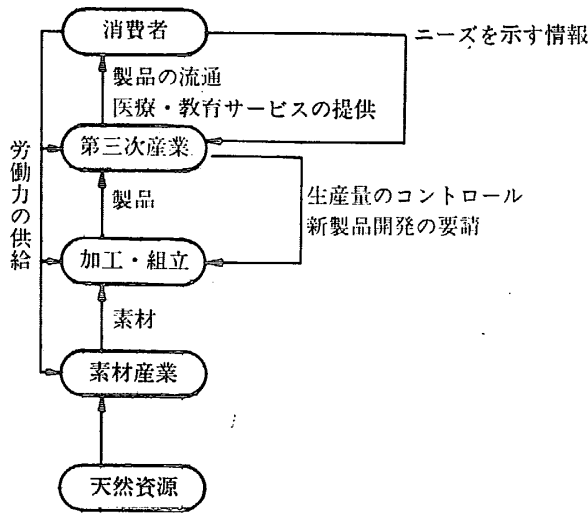 消費者
ニーズを示す情報
製品の流通
医療・教育サービスの提供
第三次産業
労働力の供給
製品
生産量のコントロール
新製品開発の要請
加工・組立
素材
素材産業
天然資源